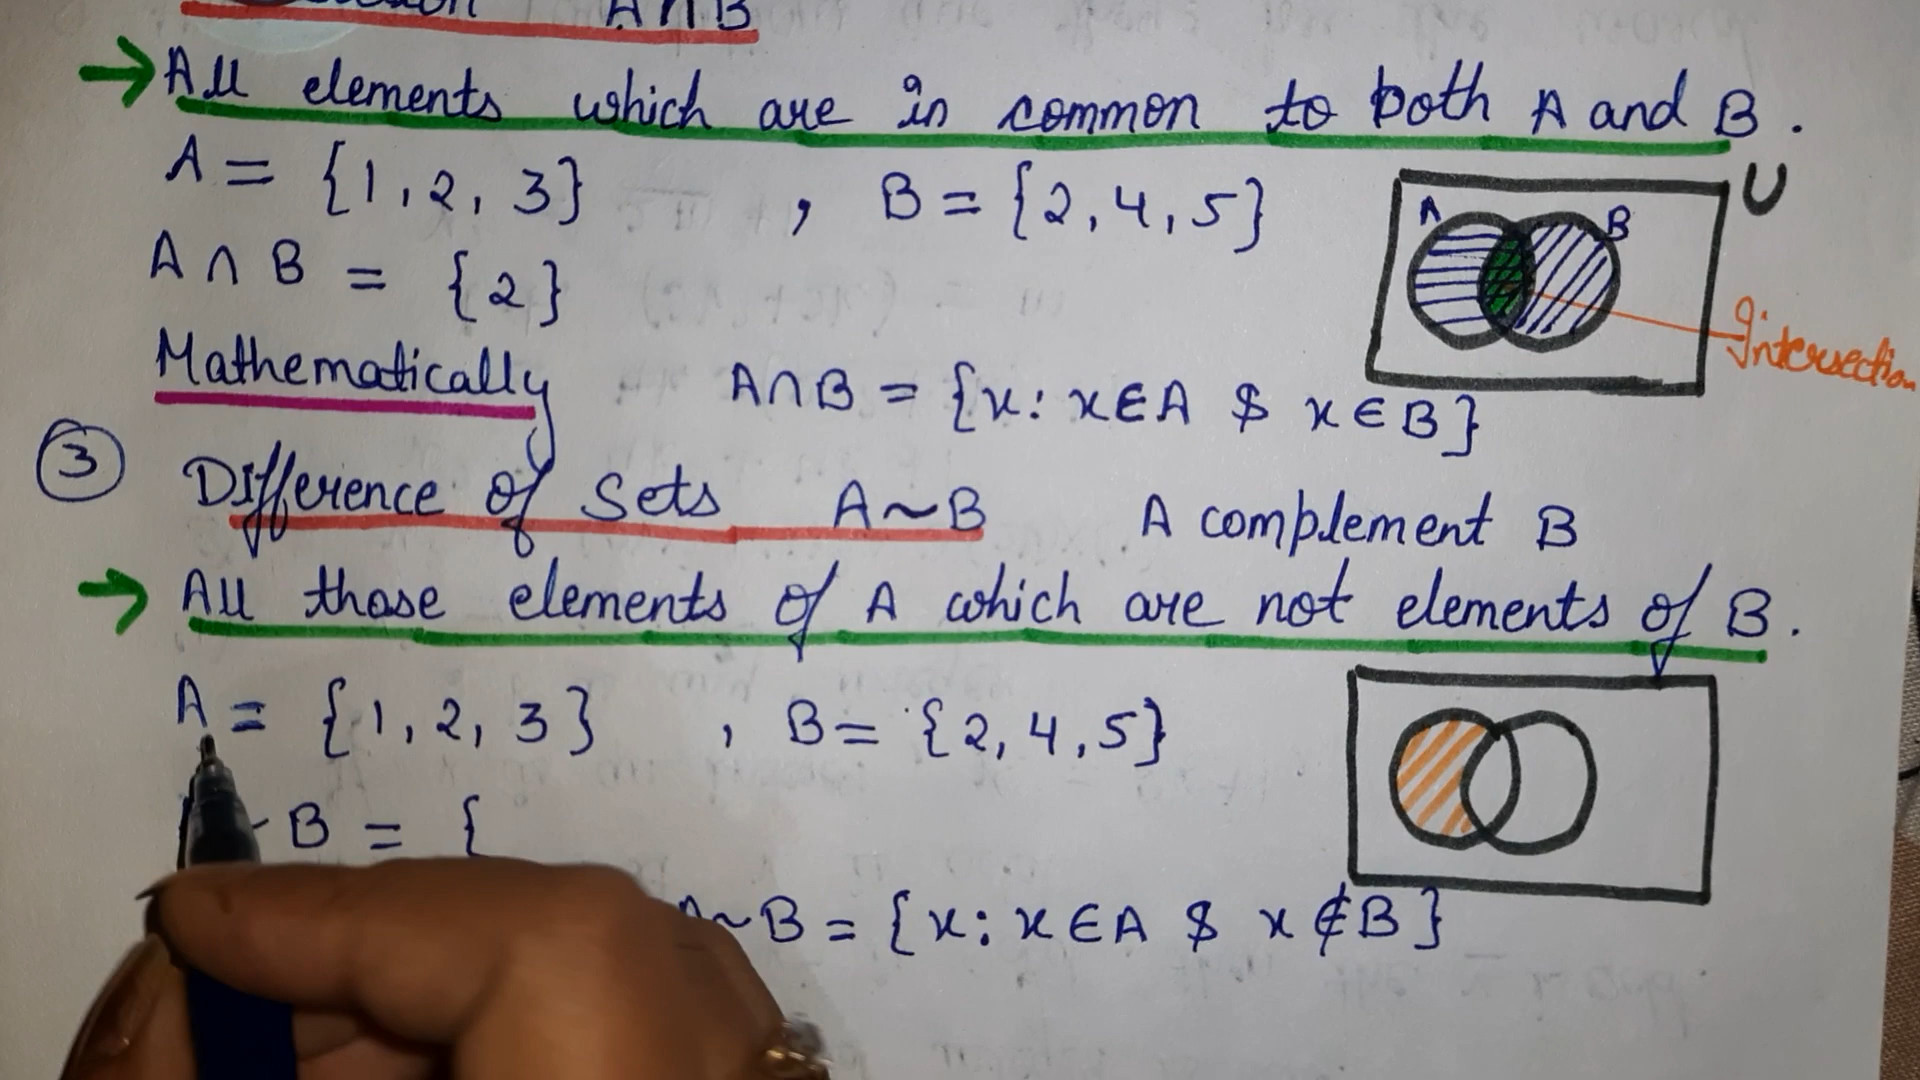 A ∩ B
→ All elements which are in common to both A and B.
A = {1, 2, 3} , B = {2, 4, 5}
U
A B
A ∩ B = {2}
Intersection
Mathematically A∩B = {x: x∈A $ x∈B}
③ Difference of Sets A~B A complement B
→ All those elements of A which are not elements of B.
A = {1, 2, 3} , B = {2, 4, 5}
B = {
A~B = {x: x∈A $ x∉B}